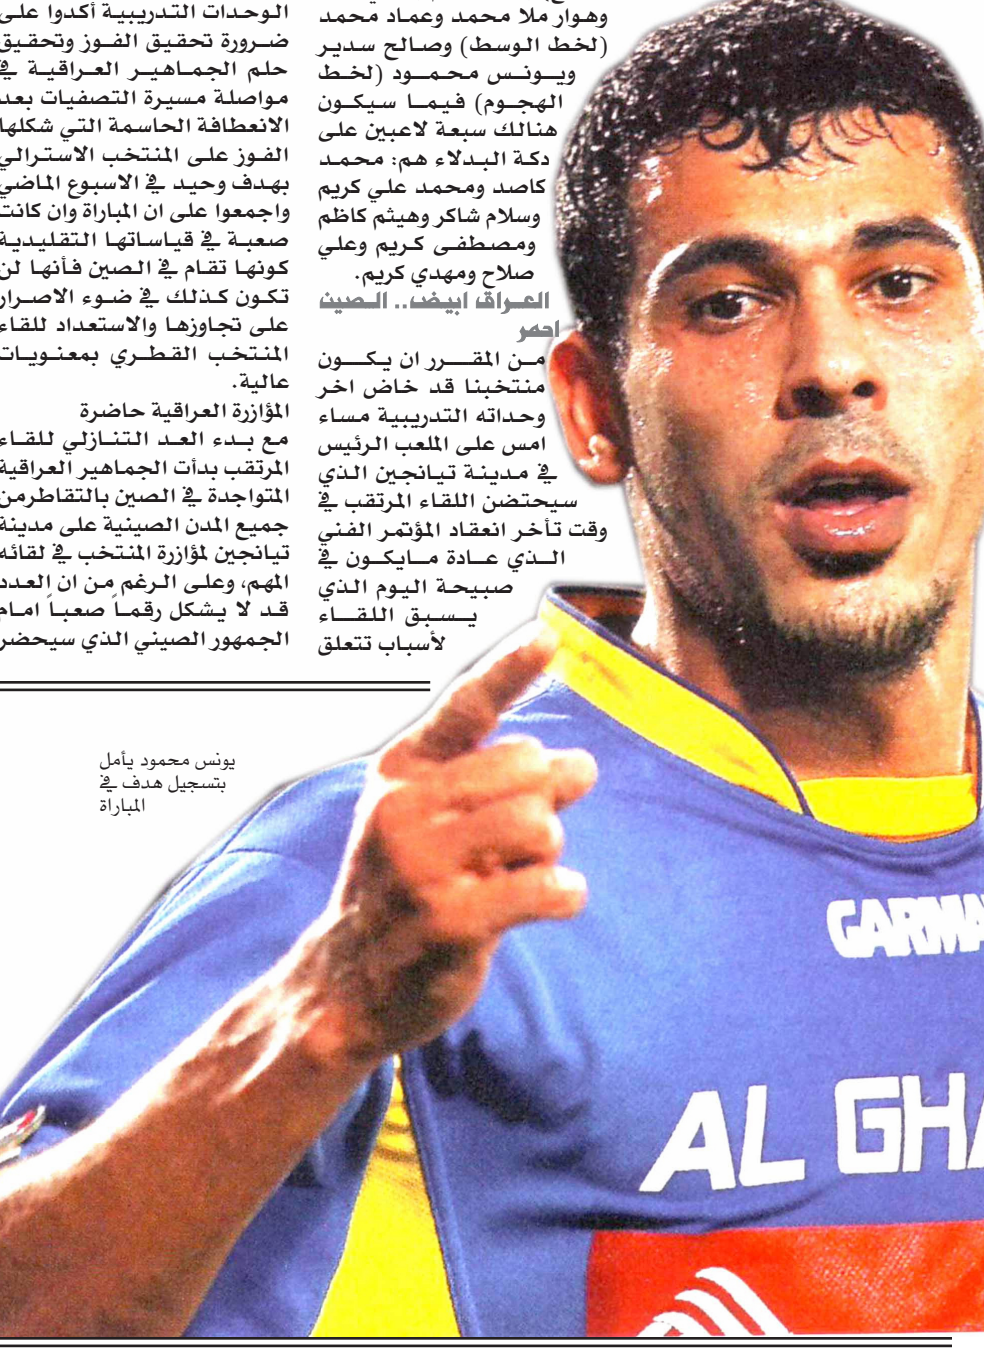 وهوار ملا محمد وعماد محمد
(لخط الوسط) وصالح سدير
ويونس محمود (لخط
الهجوم) فيما سيكون
هنالك سبعة لاعبين على
دكة البدلاء هم: محمد
كاصد ومحمد علي كريم
وسلام شاكر وهيثم كاظم
ومصطفى كريم وعلي
صلاح ومهدي كريم.
العراق ابيض.. الصين
احمر
من المقرر ان يكون
منتخبنا قد خاض اخر
وحداته التدريبية مساء
امس على الملعب الرئيس
في مدينة تيانجين الذي
سيحتضن اللقاء المرتقب في
وقت تأخر انعقاد المؤتمر الفني
الذي عادة مايكون في
صبيحة اليوم الذي
يسبق اللقاء
لأسباب تتعلق
الوحدات التدريبية أكدوا على
ضرورة تحقيق الفوز وتحقيق
حلم الجماهير العراقية في
مواصلة مسيرة التصفيات بعد
الانعطافة الحاسمة التي شكلها
الفوز على المنتخب الاسترالي
بهدف وحيد في الاسبوع الماضي
واجمعوا على ان المباراة وان كانت
صعبة في قياساتها التقليدية
كونها تقام في الصين فأنها لن
تكون كذلك في ضوء الاصرار
على تجاوزها والاستعداد للقاء
المنتخب القطري بمعنويات
عالية.
المؤازرة العراقية حاضرة
مع بدء العد التنازلي للقاء
المرتقب بدأت الجماهير العراقية
المتواجدة في الصين بالتقاطرمن
جميع المدن الصينية على مدينة
تيانجين لمؤازرة المنتخب في لقائه
المهم، وعلى الرغم من ان العدد
قد لا يشكل رقماً صعباً امام
الجمهور الصيني الذي سيحضر
يونس محمود يأمل
بتسجيل هدف في
المباراة
GARMA
AL GHA